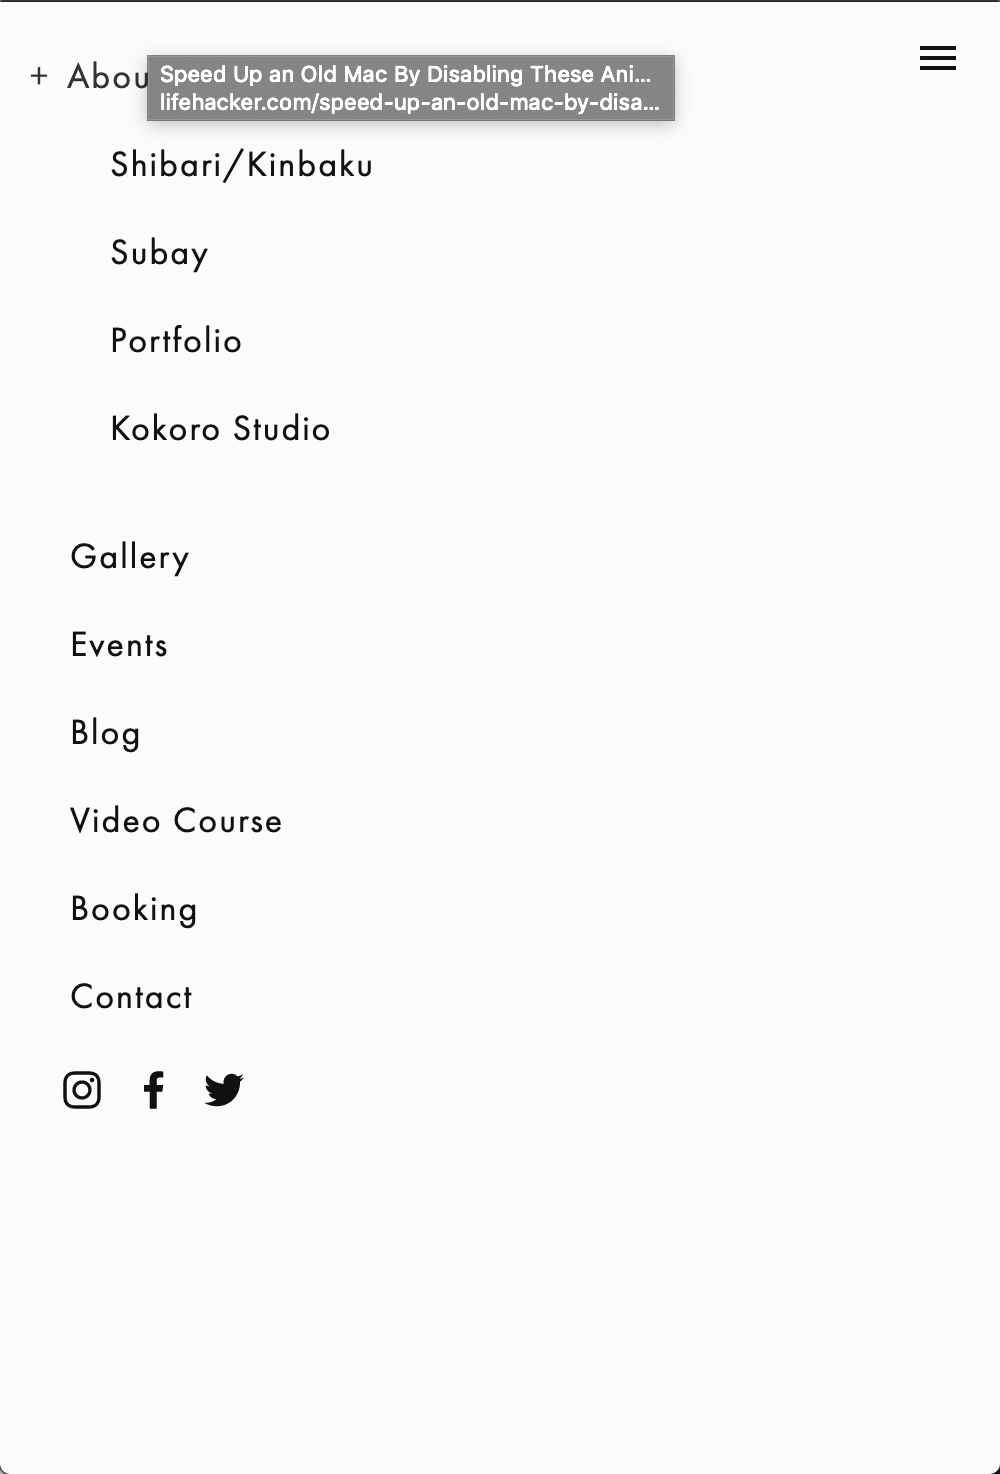 + Abou
Speed Up an Old Mac By Disabling These Ani...
lifehacker.com/speed-up-an-old-mac-by-disa...
Shibari/Kinbaku
Subay
Portfolio
Kokoro Studio
Gallery
Events
Blog
Video Course
Booking
Contact